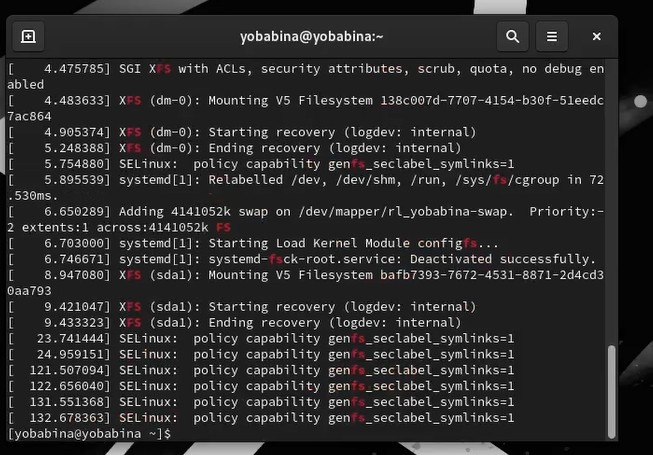 yobabina@yobabina:~
[    4.475785] SGI XFS with ACLs, security attributes, scrub, quota, no debug en
abled
[    4.483633] XFS (dm-0): Mounting V5 Filesystem 138c007d-7707-4154-b30f-51eedc
7ac864
[    4.905374] XFS (dm-0): Starting recovery (logdev: internal)
[    5.248388] XFS (dm-0): Ending recovery (logdev: internal)
[    5.754880] SELinux:  policy capability genfs_seclabel_symlinks=1
[    5.895539] systemd[1]: Relabelled /dev, /dev/shm, /run, /sys/fs/cgroup in 72
.530ms.
[    6.650289] Adding 4141052k swap on /dev/mapper/rl_yobabina-swap.  Priority:-
2 extents:1 across:4141052k FS
[    6.703000] systemd[1]: Starting Load Kernel Module configfs...
[    6.746671] systemd[1]: systemd-fsck-root.service: Deactivated successfully.
[    8.947080] XFS (sda1): Mounting V5 Filesystem bafb7393-7672-4531-8871-2d4cd3
0aa793
[    9.421047] XFS (sda1): Starting recovery (logdev: internal)
[    9.433323] XFS (sda1): Ending recovery (logdev: internal)
[   23.741444] SELinux:  policy capability genfs_seclabel_symlinks=1
[   24.959151] SELinux:  policy capability genfs_seclabel_symlinks=1
[  121.507094] SELinux:  policy capability genfs_seclabel_symlinks=1
[  122.656040] SELinux:  policy capability genfs_seclabel_symlinks=1
[  131.551368] SELinux:  policy capability genfs_seclabel_symlinks=1
[  132.678363] SELinux:  policy capability genfs_seclabel_symlinks=1
[yobabina@yobabina ~]$